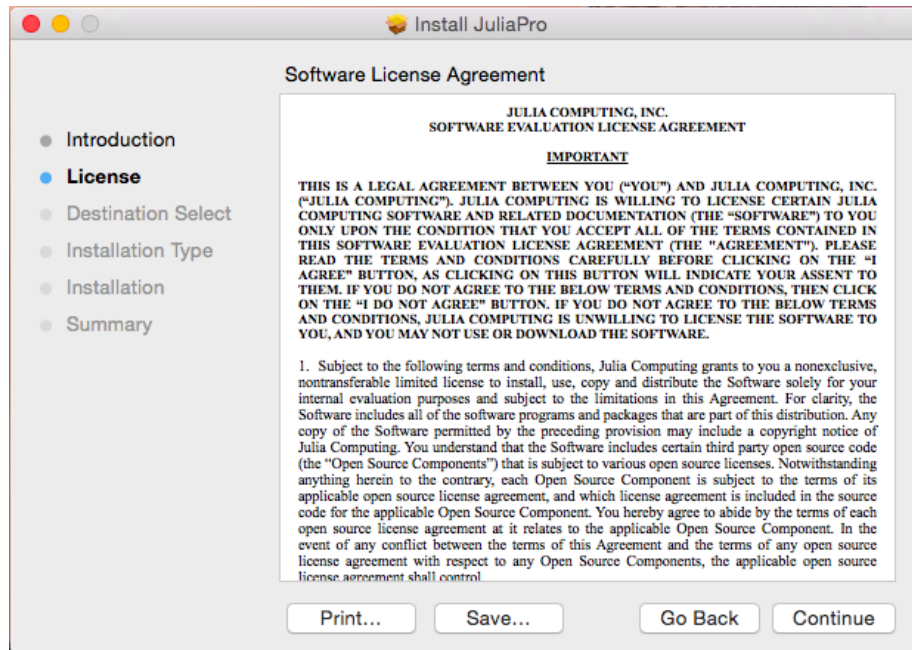 Install JuliaPro
Software License Agreement
Introduction
License
Destination Select
Installation Type
Installation
Summary
JULIA COMPUTING, INC.
SOFTWARE EVALUATION LICENSE AGREEMENT
IMPORTANT
THIS IS A LEGAL AGREEMENT BETWEEN YOU (“YOU”) AND JULIA COMPUTING, INC.
(“JULIA COMPUTING”). JULIA COMPUTING IS WILLING TO LICENSE CERTAIN JULIA
COMPUTING SOFTWARE AND RELATED DOCUMENTATION (THE “SOFTWARE”) TO YOU
ONLY UPON THE CONDITION THAT YOU ACCEPT ALL OF THE TERMS CONTAINED IN
THIS SOFTWARE EVALUATION LICENSE AGREEMENT (THE "AGREEMENT"). PLEASE
READ THE TERMS AND CONDITIONS CAREFULLY BEFORE CLICKING ON THE “I
AGREE” BUTTON, AS CLICKING ON THIS BUTTON WILL INDICATE YOUR ASSENT TO
THEM. IF YOU DO NOT AGREE TO THE BELOW TERMS AND CONDITIONS, THEN CLICK
ON THE “I DO NOT AGREE” BUTTON. IF YOU DO NOT AGREE TO THE BELOW TERMS
AND CONDITIONS, JULIA COMPUTING IS UNWILLING TO LICENSE THE SOFTWARE TO
YOU, AND YOU MAY NOT USE OR DOWNLOAD THE SOFTWARE.
1. Subject to the following terms and conditions, Julia Computing grants to you a nonexclusive,
nontransferable limited license to install, use, copy and distribute the Software solely for your
internal evaluation purposes and subject to the limitations in this Agreement. For clarity, the
Software includes all of the software programs and packages that are part of this distribution. Any
copy of the Software permitted by the preceding provision may include a copyright notice of
Julia Computing. You understand that the Software includes certain third party open source code
(the “Open Source Components”) that is subject to various open source licenses. Notwithstanding
anything herein to the contrary, each Open Source Component is subject to the terms of its
applicable open source license agreement, and which license agreement is included in the source
code for the applicable Open Source Component. You hereby agree to abide by the terms of each
open source license agreement at it relates to the applicable Open Source Component. In the
event of any conflict between the terms of this Agreement and the terms of any open source
license agreement with respect to any Open Source Components, the applicable open source
license agreement shall control.
Print...
Save...
Go Back
Continue